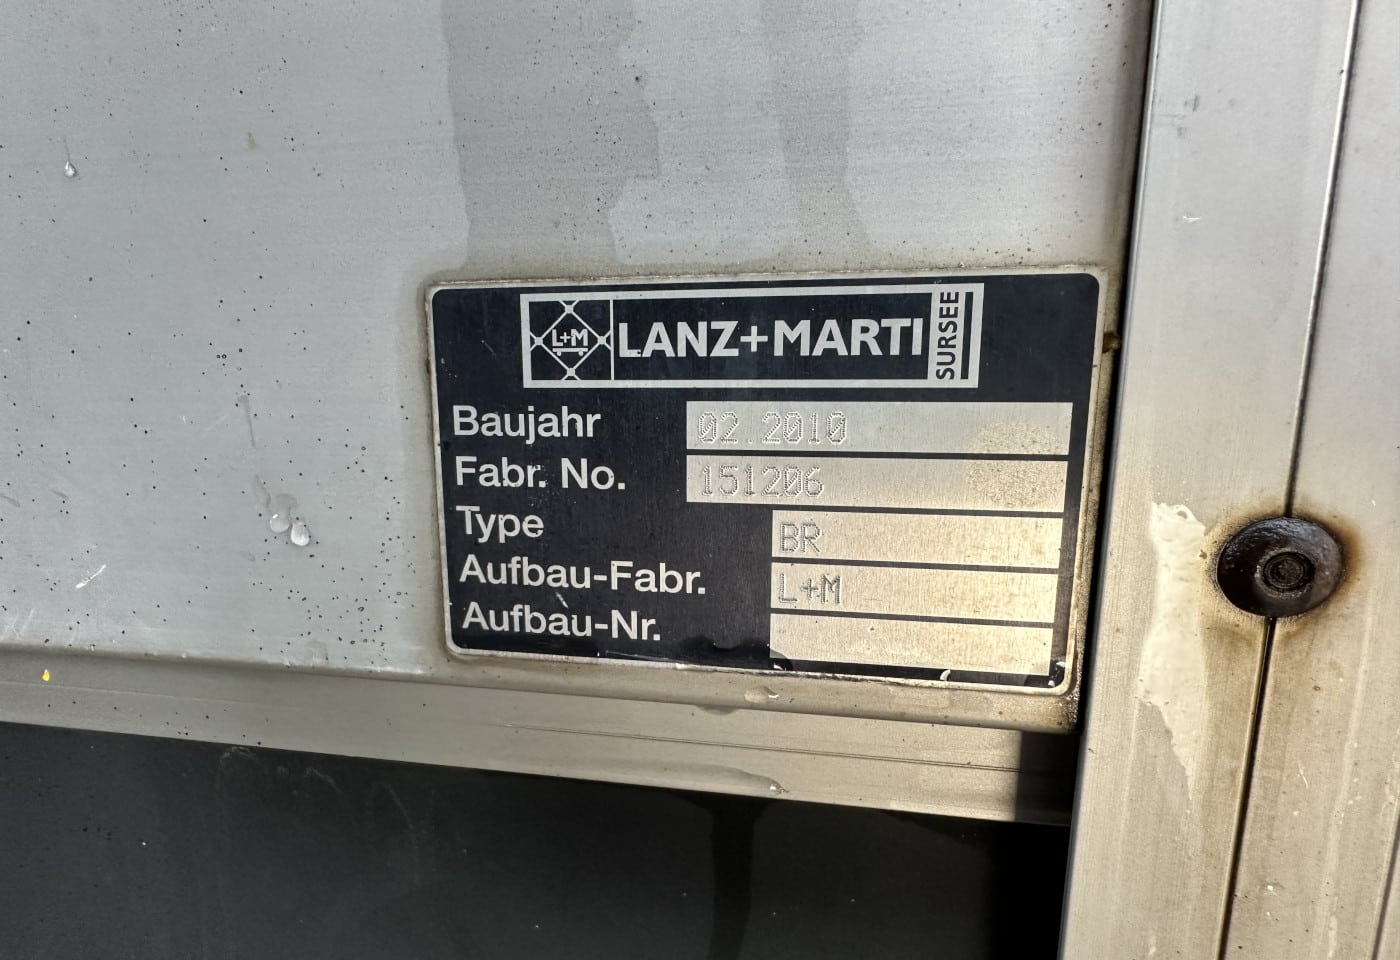 L+M LANZ+MARTI SURSEE
Baujahr 02.2010
Fabr. No. 151206
Type BR
Aufbau-Fabr. L+M
Aufbau-Nr.